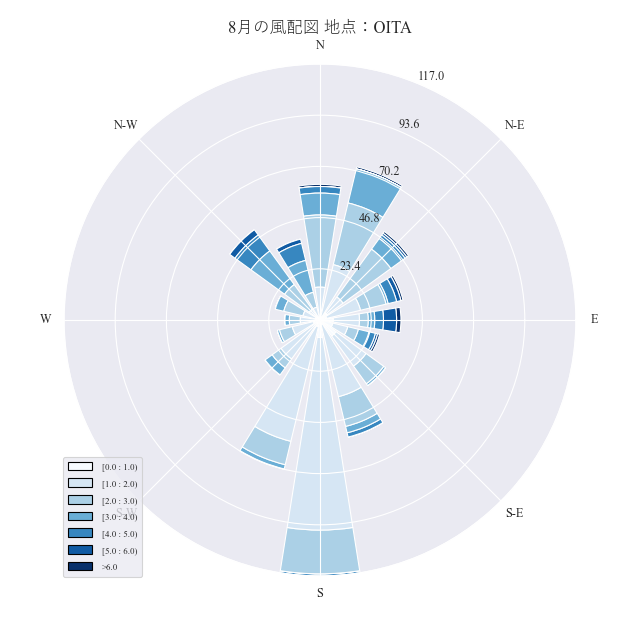 8月の風配図 地点：OITA
N
117.0
N-W
93.6
N-E
70.2
46.8
23.4
W
E
[0.0 : 1.0)
[1.0 : 2.0)
[2.0 : 3.0)
S-W
[3.0 : 4.0)
S-E
[4.0 : 5.0)
[5.0 : 6.0)
>6.0
S